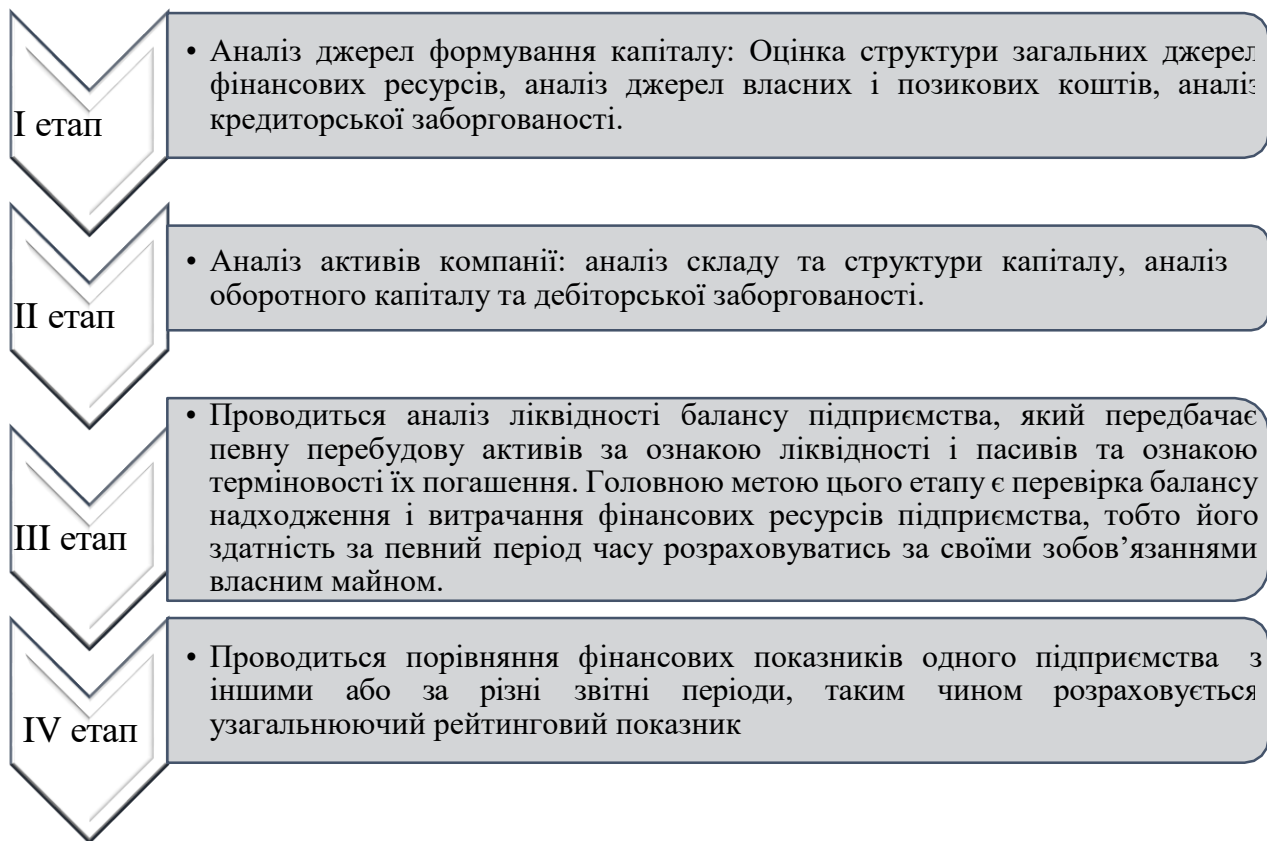 I етап
• Аналіз джерел формування капіталу: Оцінка структури загальних джерел
фінансових ресурсів, аналіз джерел власних і позикових коштів, аналіз
кредиторської заборгованості.
II етап
• Аналіз активів компанії: аналіз складу та структури капіталу, аналіз
оборотного капіталу та дебіторської заборгованості.
III етап
• Проводиться аналіз ліквідності балансу підприємства, який передбачає
певну перебудову активів за ознакою ліквідності і пасивів та ознакою
терміновості їх погашення. Головною метою цього етапу є перевірка балансу
надходження і витрачання фінансових ресурсів підприємства, тобто його
здатність за певний період часу розраховуватись за своїми зобов’язаннями
власним майном.
IV етап
• Проводиться порівняння фінансових показників одного підприємства з
іншими або за різні звітні періоди, таким чином розраховується
узагальнюючий рейтинговий показник